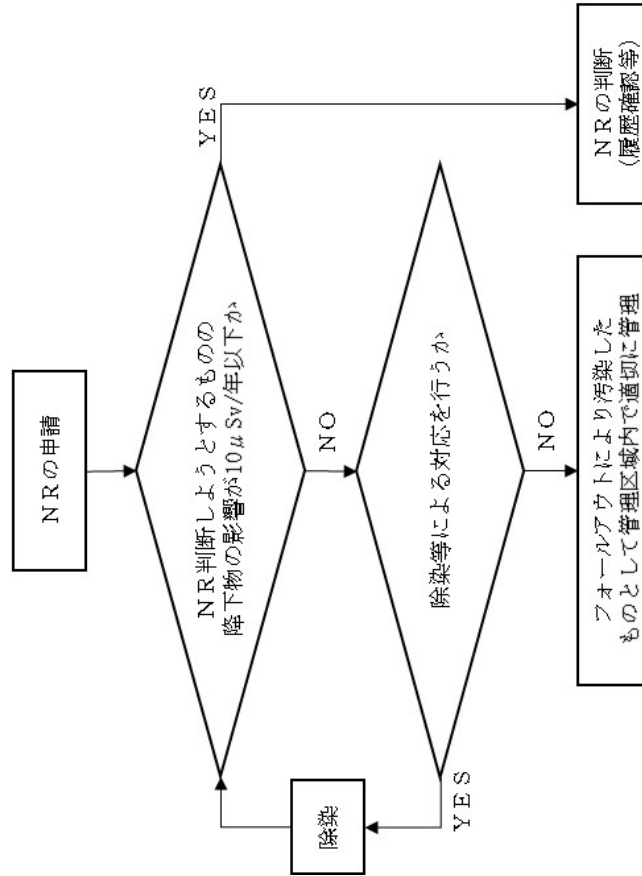 NRの申請
NR判断しようとするものの
降下物の影響が10μSv/年以下か
YES
NO
除染等による対応を行うか
除染
YES
NO
フォールアウトにより汚染した
ものとして管理区域内で適切に管理
NRの判断
(履歴確認等)